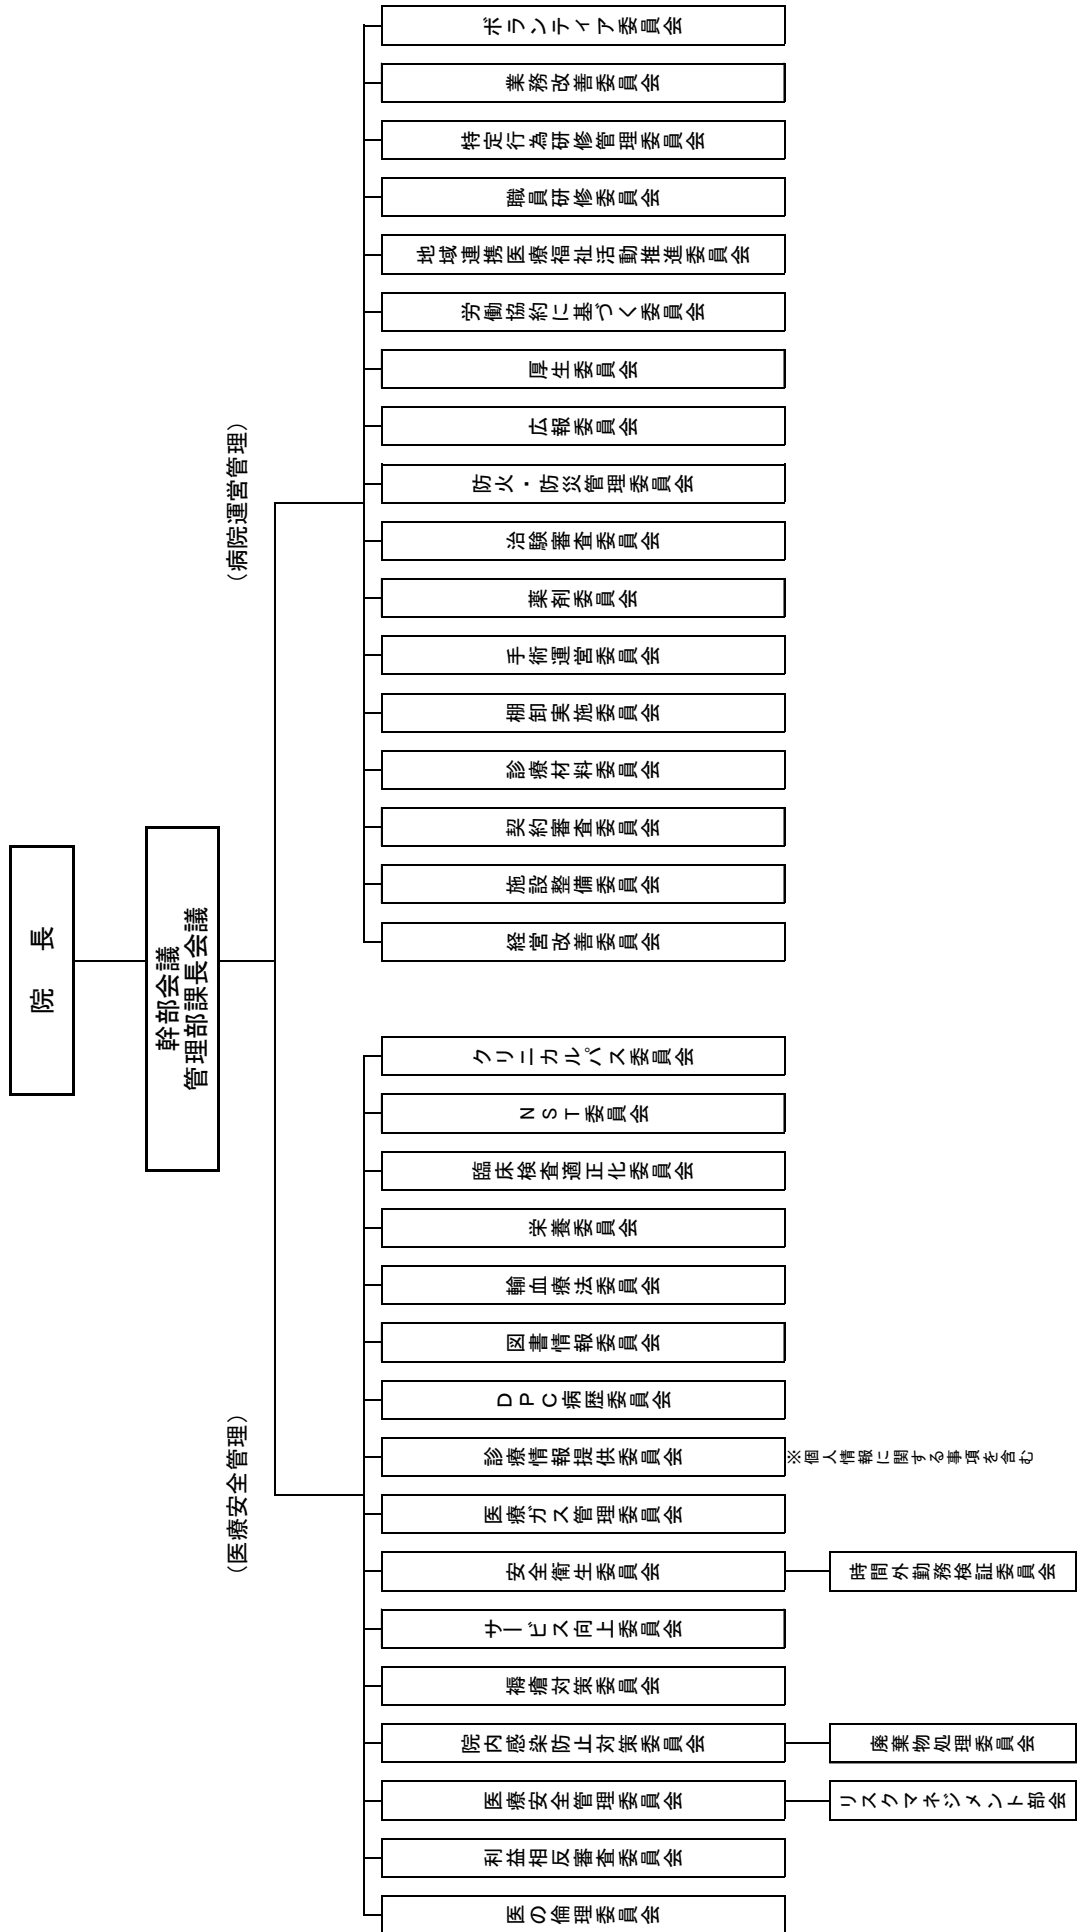 院　長
幹部会議
管理部課長会議
（医療安全管理）
（病院運営管理）
医の倫理委員会
利益相反審査委員会
医療安全管理委員会
リスクマネジメント部会
院内感染防止対策委員会
廃棄物処理委員会
褥瘡対策委員会
サービス向上委員会
安全衛生委員会
時間外勤務検証委員会
医療ガス管理委員会
診療情報提供委員会
※個人情報に関する事項を含む
ＤＰＣ病歴委員会
図書情報委員会
輸血療法委員会
栄養委員会
臨床検査適正化委員会
ＮＳＴ委員会
クリニカルパス委員会
経営改善委員会
施設整備委員会
契約審査委員会
診療材料委員会
棚卸実施委員会
手術運営委員会
薬剤委員会
治験審査委員会
防火・防災管理委員会
広報委員会
厚生委員会
労働協約に基づく委員会
地域連携医療福祉活動推進委員会
職員研修委員会
特定行為研修管理委員会
業務改善委員会
ボランティア委員会